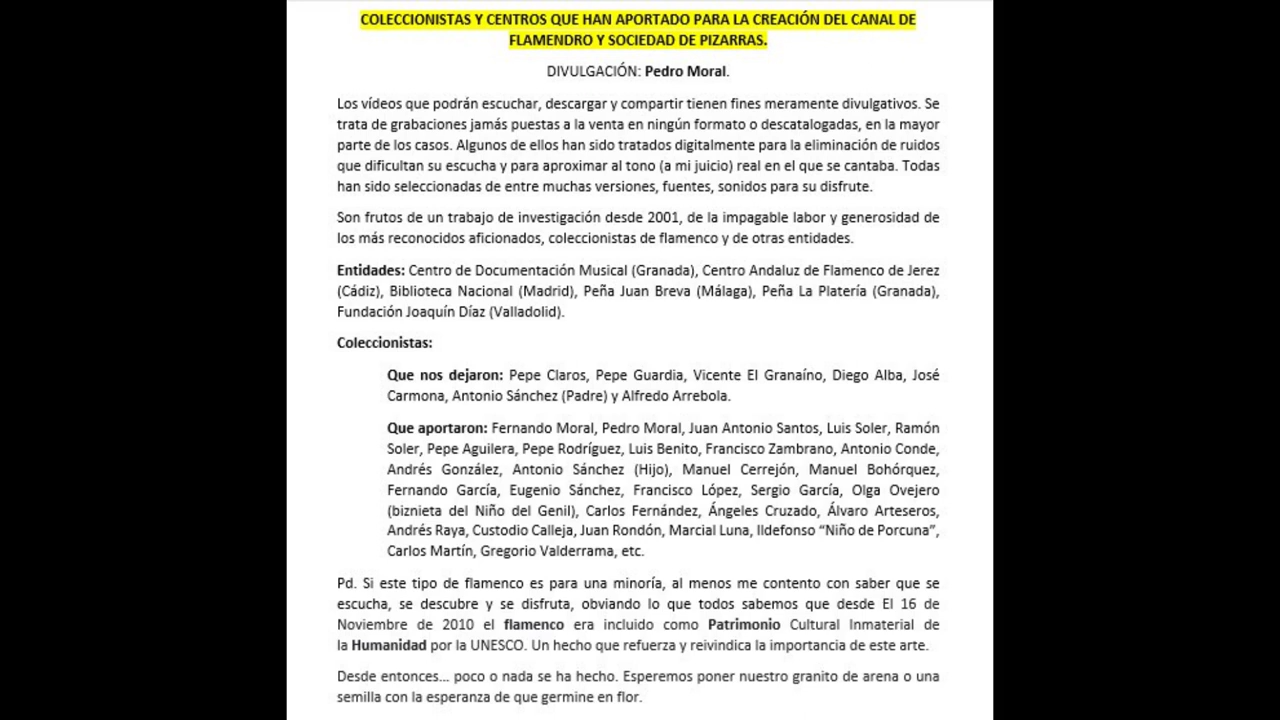 COLECCIONISTAS Y CENTROS QUE HAN APORTADO PARA LA CREACIÓN DEL CANAL DE
FLAMENDRO Y SOCIEDAD DE PIZARRAS.
DIVULGACIÓN: Pedro Moral.
Los vídeos que podrán escuchar, descargar y compartir tienen fines meramente divulgativos. Se
trata de grabaciones jamás puestas a la venta en ningún formato o descatalogadas, en la mayor
parte de los casos. Algunos de ellos han sido tratados digitalmente para la eliminación de ruidos
que dificultan su escucha y para aproximar al tono (a mi juicio) real en el que se cantaba. Todas
han sido seleccionadas de entre muchas versiones, fuentes, sonidos para su disfrute.
Son frutos de un trabajo de investigación desde 2001, de la impagable labor y generosidad de
los más reconocidos aficionados, coleccionistas de flamenco y de otras entidades.
Entidades: Centro de Documentación Musical (Granada), Centro Andaluz de Flamenco de Jerez
(Cádiz), Biblioteca Nacional (Madrid), Peña Juan Breva (Málaga), Peña La Platería (Granada),
Fundación Joaquín Díaz (Valladolid).
Coleccionistas:
Que nos dejaron: Pepe Claros, Pepe Guardia, Vicente El Granaíno, Diego Alba, José
Carmona, Antonio Sánchez (Padre) y Alfredo Arrebola.
Que aportaron: Fernando Moral, Pedro Moral, Juan Antonio Santos, Luis Soler, Ramón
Soler, Pepe Aguilera, Pepe Rodríguez, Luis Benito, Francisco Zambrano, Antonio Conde,
Andrés González, Antonio Sánchez (Hijo), Manuel Cerrejón, Manuel Bohórquez,
Fernando García, Eugenio Sánchez, Francisco López, Sergio García, Olga Ovejero
(biznieta del Niño del Genil), Carlos Fernández, Ángeles Cruzado, Álvaro Arteseros,
Andrés Raya, Custodio Calleja, Juan Rondón, Marcial Luna, Ildefonso “Niño de Porcuna”,
Carlos Martín, Gregorio Valderrama, etc.
Pd. Si este tipo de flamenco es para una minoría, al menos me contento con saber que se
escucha, se descubre y se disfruta, obviando lo que todos sabemos que desde El 16 de
Noviembre de 2010 el flamenco era incluido como Patrimonio Cultural Inmaterial de
la Humanidad por la UNESCO. Un hecho que refuerza y reivindica la importancia de este arte.
Desde entonces… poco o nada se ha hecho. Esperemos poner nuestro granito de arena o una
semilla con la esperanza de que germine en flor.